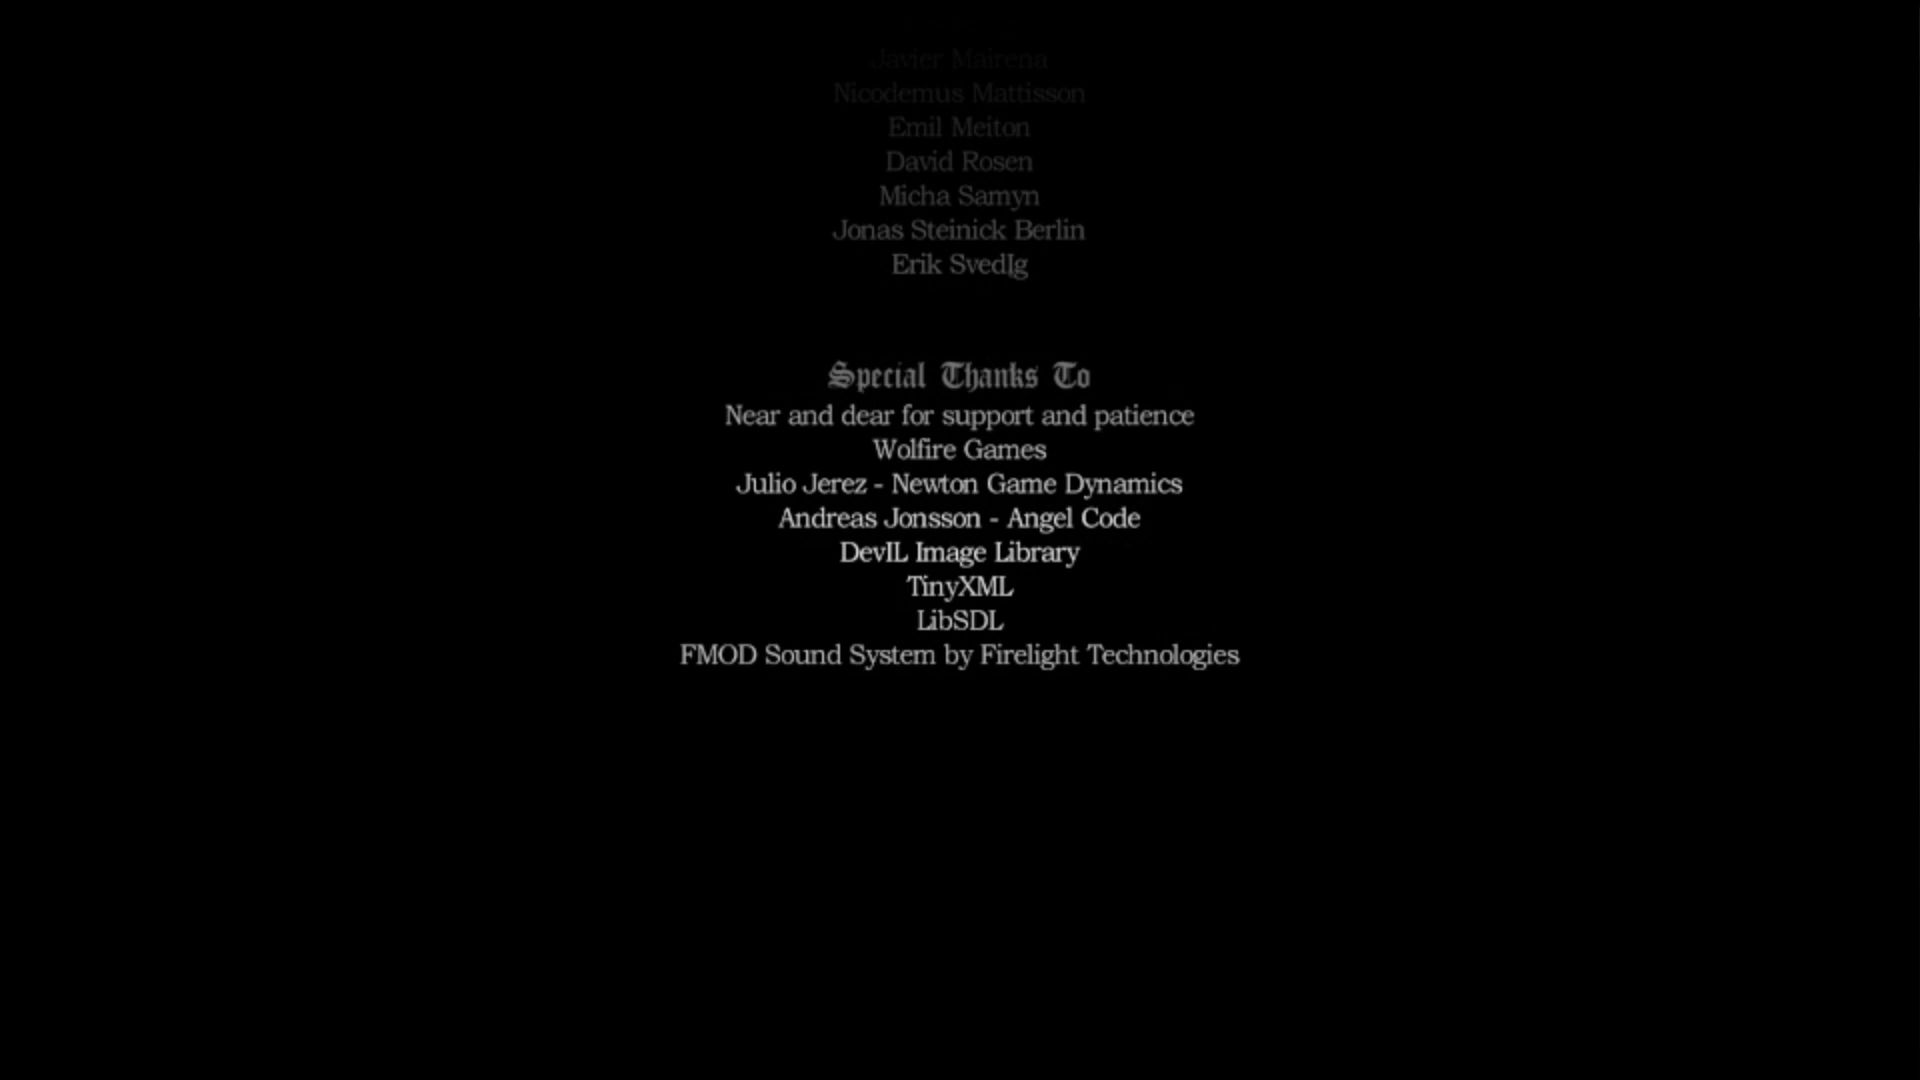 Javier Mairena
Nicodemus Mattisson
Emil Meiton
David Rosen
Micha Samyn
Jonas Steinick Berlin
Erik SvedIg
Special Thanks To
Near and dear for support and patience
Wolfire Games
Julio Jerez - Newton Game Dynamics
Andreas Jonsson - Angel Code
DevIL Image Library
TinyXML
LibSDL
FMOD Sound System by Firelight Technologies